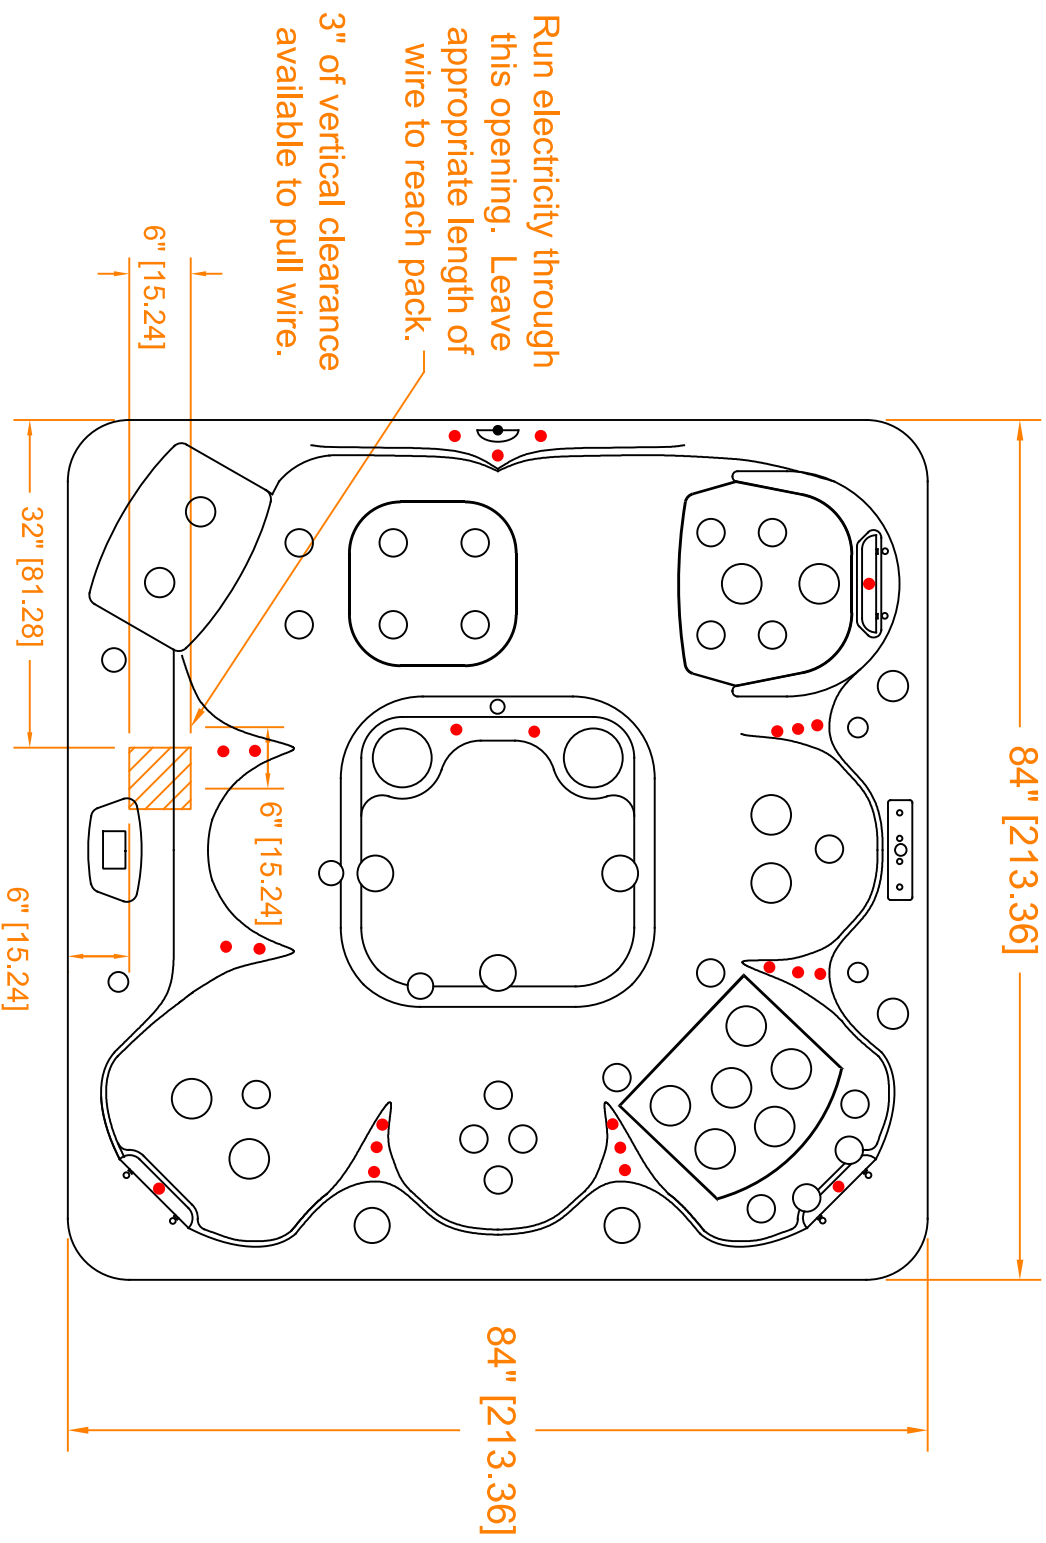 Run electricity through
this opening.  Leave
appropriate length of
wire to reach pack.
3" of vertical clearance
available to pull wire.
6" [15.24]
32" [81.28]
6" [15.24]
6" [15.24]
84" [213.36]
84" [213.36]